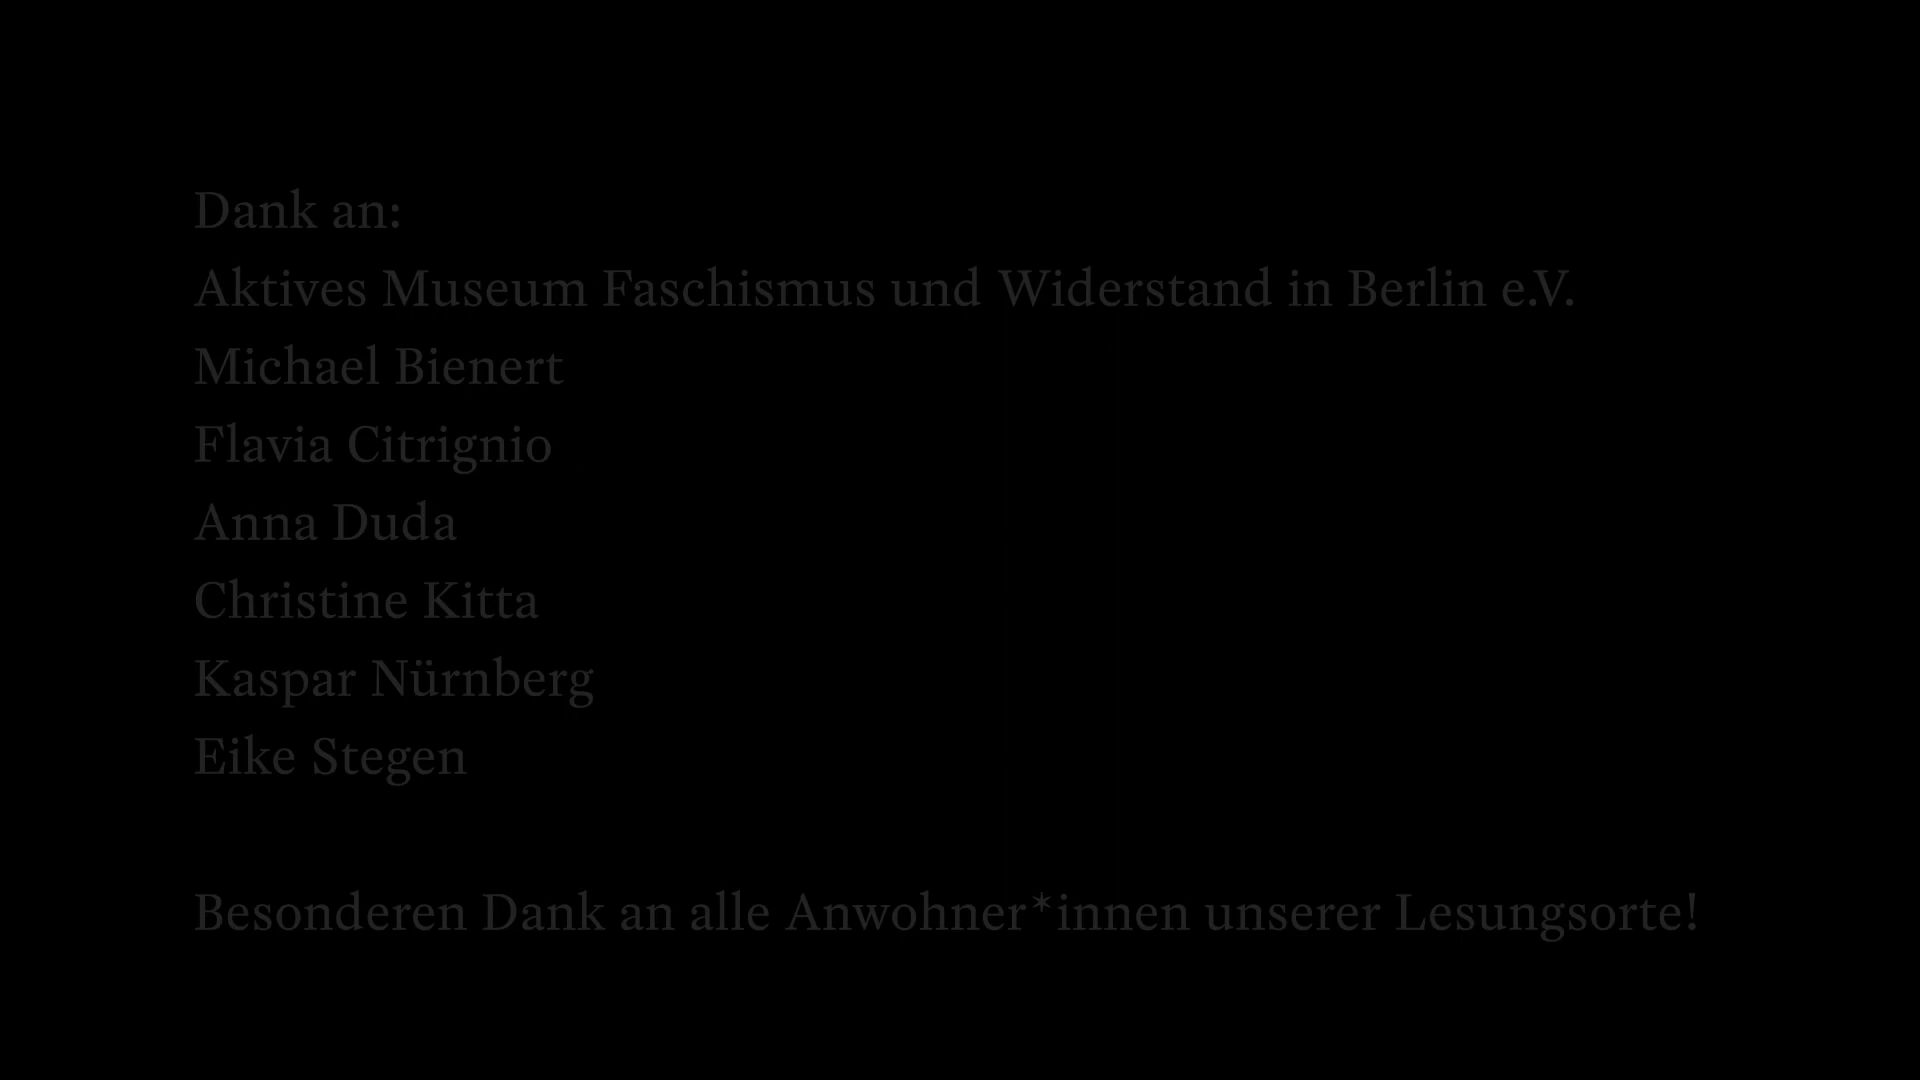 Dank an:
Aktives Museum Faschismus und Widerstand in Berlin e.V.
Michael Bienert
Flavia Citrignio
Anna Duda
Christine Kitta
Kaspar Nürnberg
Eike Stegen
Besonderen Dank an alle Anwohner*innen unserer Lesungsorte!